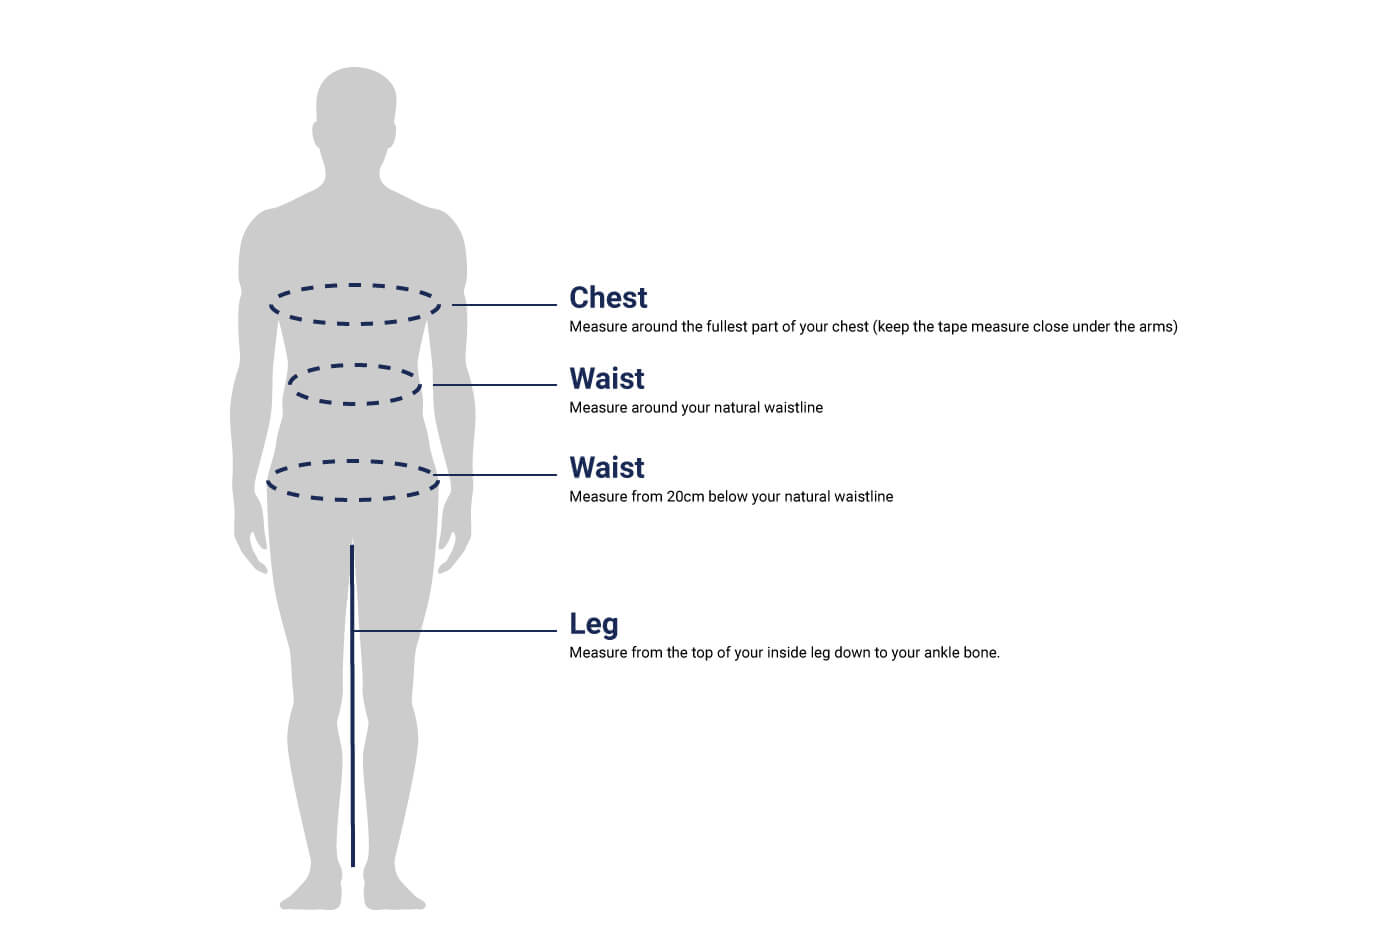 Chest
Measure around the fullest part of your chest (keep the tape measure close under the arms)
Waist
Measure around your natural waistline
Waist
Measure from 20cm below your natural waistline
Leg
Measure from the top of your inside leg down to your ankle bone.